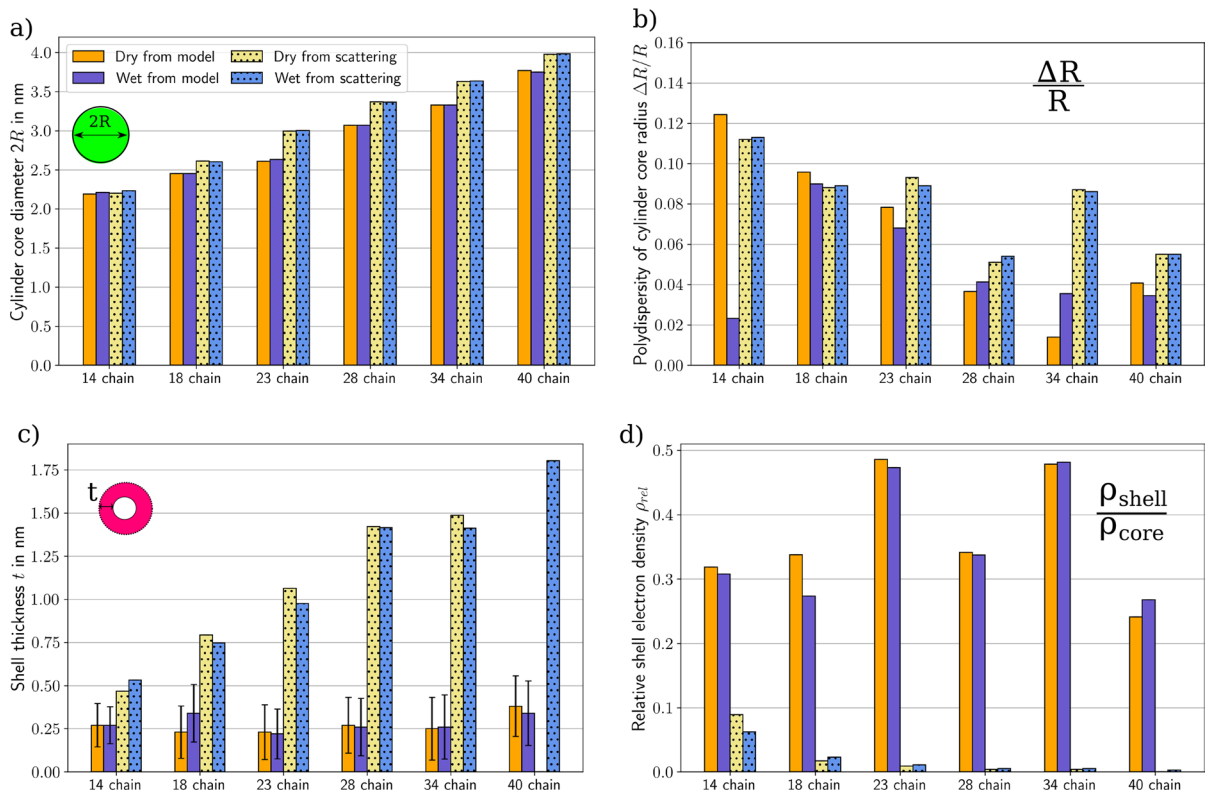 a)
Cylinder core diameter 2R in nm
4.0
3.5
3.0
2.5
2.0
1.5
1.0
0.5
0.0
Dry from model
Wet from model
Dry from scattering
Wet from scattering
2R
14 chain
18 chain
23 chain
28 chain
34 chain
40 chain
b)
Polydispersity of cylinder core radius ΔR/R
0.16
0.14
0.12
0.10
0.08
0.06
0.04
0.02
0.00
ΔR
R
14 chain
18 chain
23 chain
28 chain
34 chain
40 chain
c)
Shell thickness t in nm
1.75
1.50
1.25
1.00
0.75
0.50
0.25
0.00
t
14 chain
18 chain
23 chain
28 chain
34 chain
40 chain
d)
Relative shell electron density ρrel
0.5
0.4
0.3
0.2
0.1
0.0
ρshell
ρcore
14 chain
18 chain
23 chain
28 chain
34 chain
40 chain